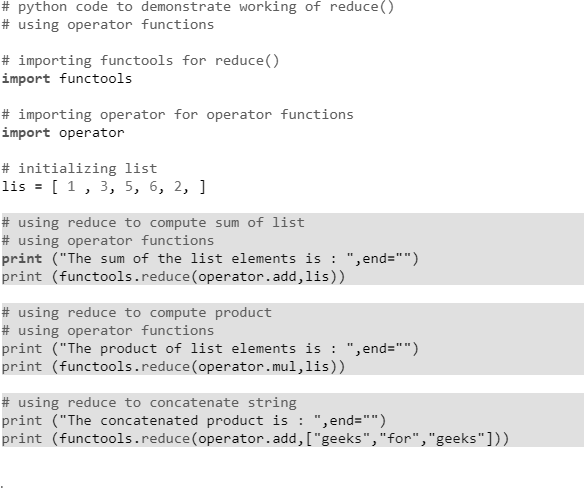 # python code to demonstrate working of reduce()
# using operator functions
# importing functools for reduce()
import functools
# importing operator for operator functions
import operator
# initializing list
lis = [ 1 , 3, 5, 6, 2, ]
# using reduce to compute sum of list
# using operator functions
print ("The sum of the list elements is : ",end="")
print (functools.reduce(operator.add,lis))
# using reduce to compute product
# using operator functions
print ("The product of list elements is : ",end="")
print (functools.reduce(operator.mul,lis))
# using reduce to concatenate string
print ("The concatenated product is : ",end="")
print (functools.reduce(operator.add,["geeks","for","geeks"]))